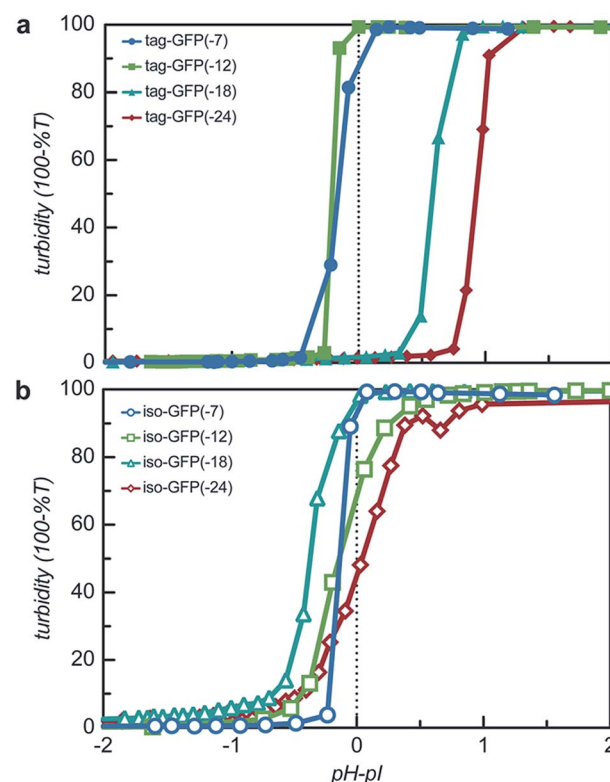 a
100
tag-GFP(-7)
tag-GFP(-12)
tag-GFP(-18)
tag-GFP(-24)
80
60
40
20
0
turbidity (100-%T)
b
100
iso-GFP(-7)
iso-GFP(-12)
iso-GFP(-18)
iso-GFP(-24)
80
60
40
20
0
turbidity (100-%T)
-2 -1 0 1 2
pH-pI